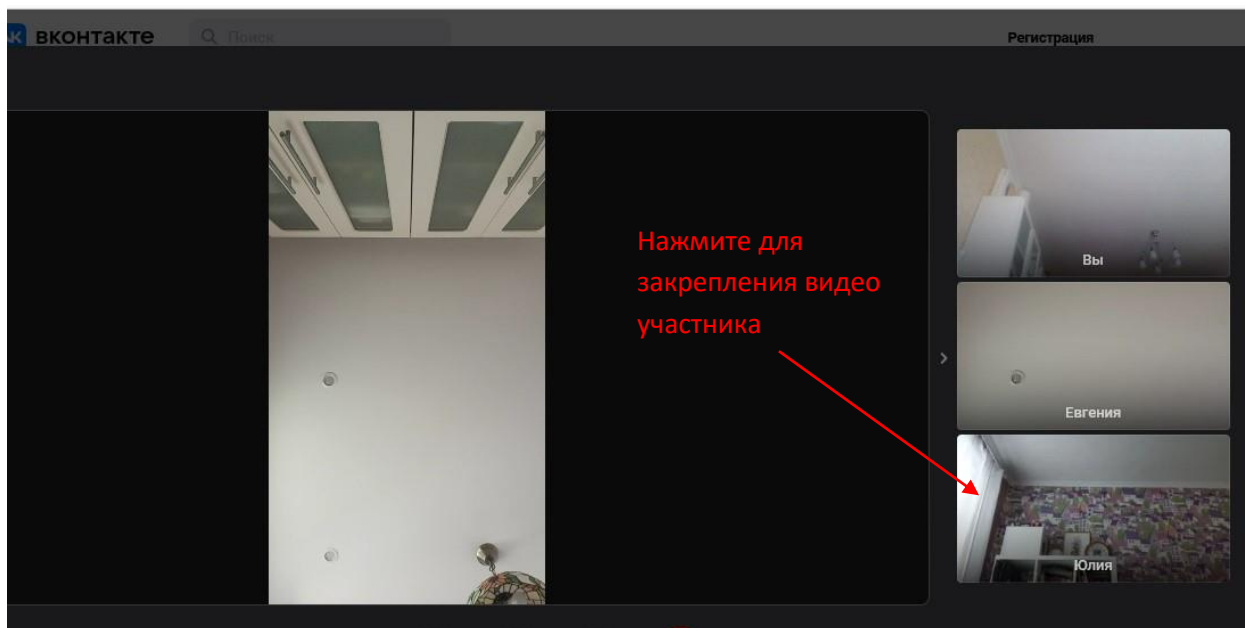 вконтакте
Поиск
Регистрация
Нажмите для
закрепления видео
участника
Вы
Евгения
Юлия